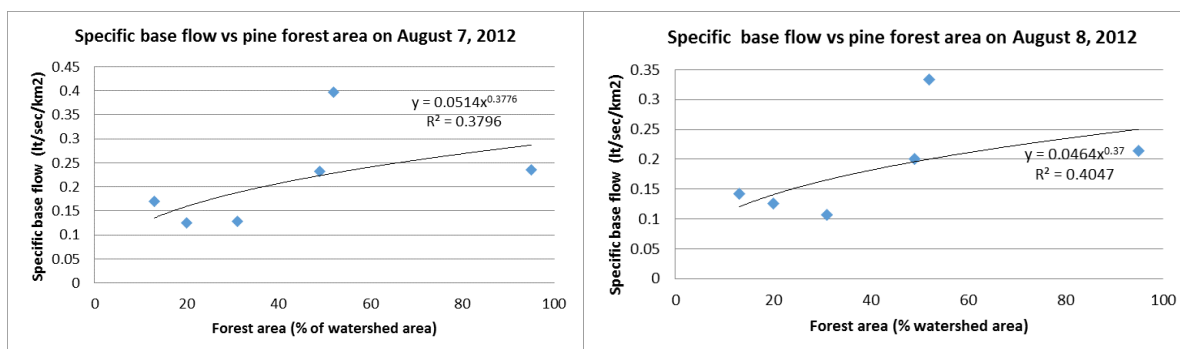 Specific base flow vs pine forest area on August 7, 2012
Specific base flow (lt/sec/km2)
0.45
0.4
0.35
0.3
0.25
0.2
0.15
0.1
0.05
0
y = 0.0514x^0.3776
R² = 0.3796
0 20 40 60 80 100
Forest area (% of watershed area)
Specific base flow vs pine forest area on August 8, 2012
Specific base flow (lt/sec/km2)
0.35
0.3
0.25
0.2
0.15
0.1
0.05
0
y = 0.0464x^0.37
R² = 0.4047
0 20 40 60 80 100
Forest area (% watershed area)